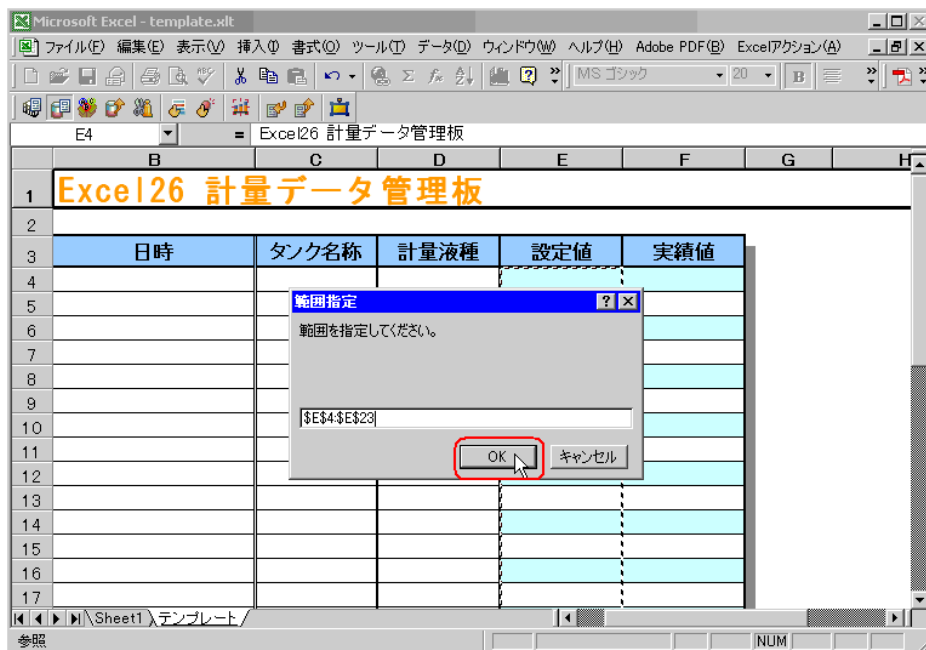 Microsoft Excel - template.xlt
ファイル(F) 編集(E) 表示(V) 挿入(I) 書式(O) ツール(T) データ(D) ウィンドウ(W) ヘルプ(H) Adobe PDF(B) Excelアクション(A)
MS ゴシック 20 B
E4 = Excel26 計量データ管理板
B C D E F G H
1 Excel26 計量データ管理板
2
3 日時 タンク名称 計量液種 設定値 実績値
4
範囲指定
5
6 範囲を指定してください。
7
8
9
10 $E$4:$E$23
11 OK キャンセル
12
13
14
15
16
17
Sheet1 テンプレート
参照 NUM